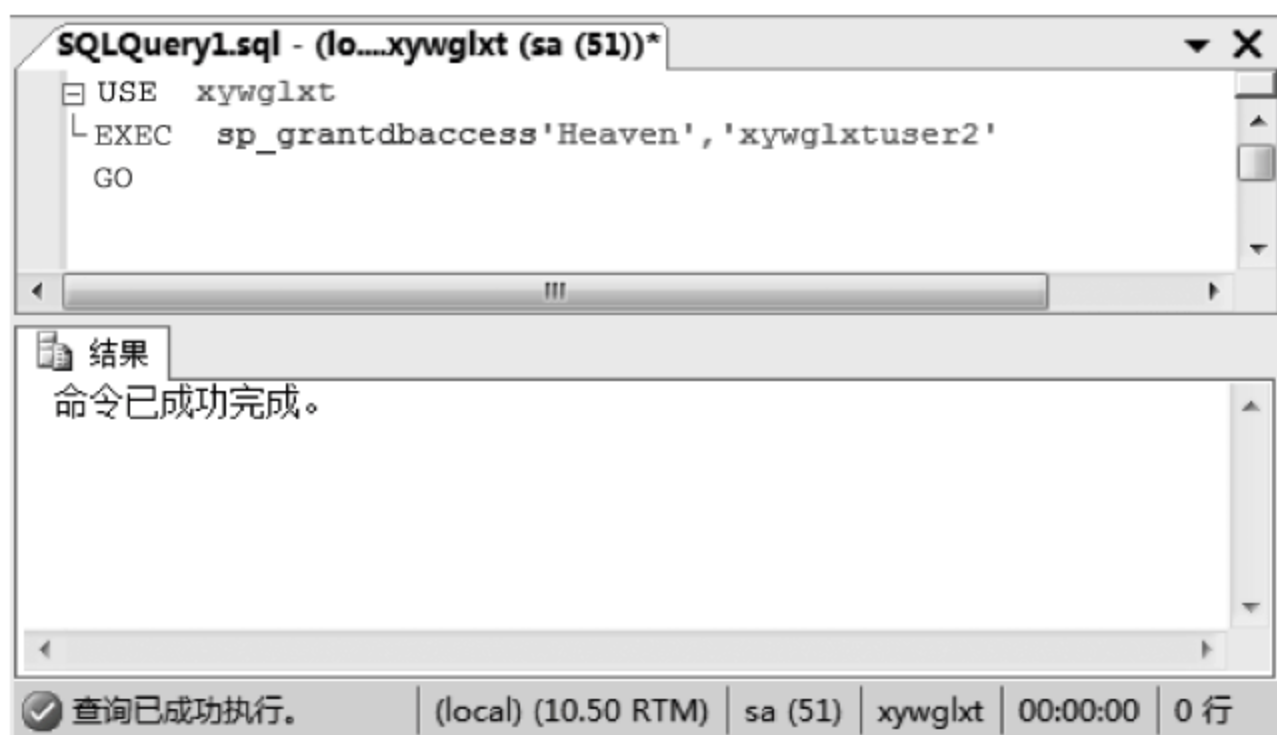 SQLQuery1.sql - (lo....xywglxt (sa (51))*
USE xywglxt
EXEC sp_grantdbaccess'Heaven','xywglxtuser2'
GO
结果
命令已成功完成。
查询已成功执行。 (local) (10.50 RTM) sa (51) xywglxt 00:00:00 0 行